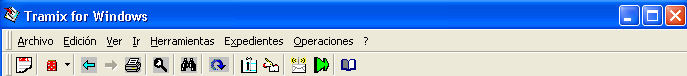 Tramix for Windows
Archivo Edición Ver Ir Herramientas Expedientes Operaciones ?